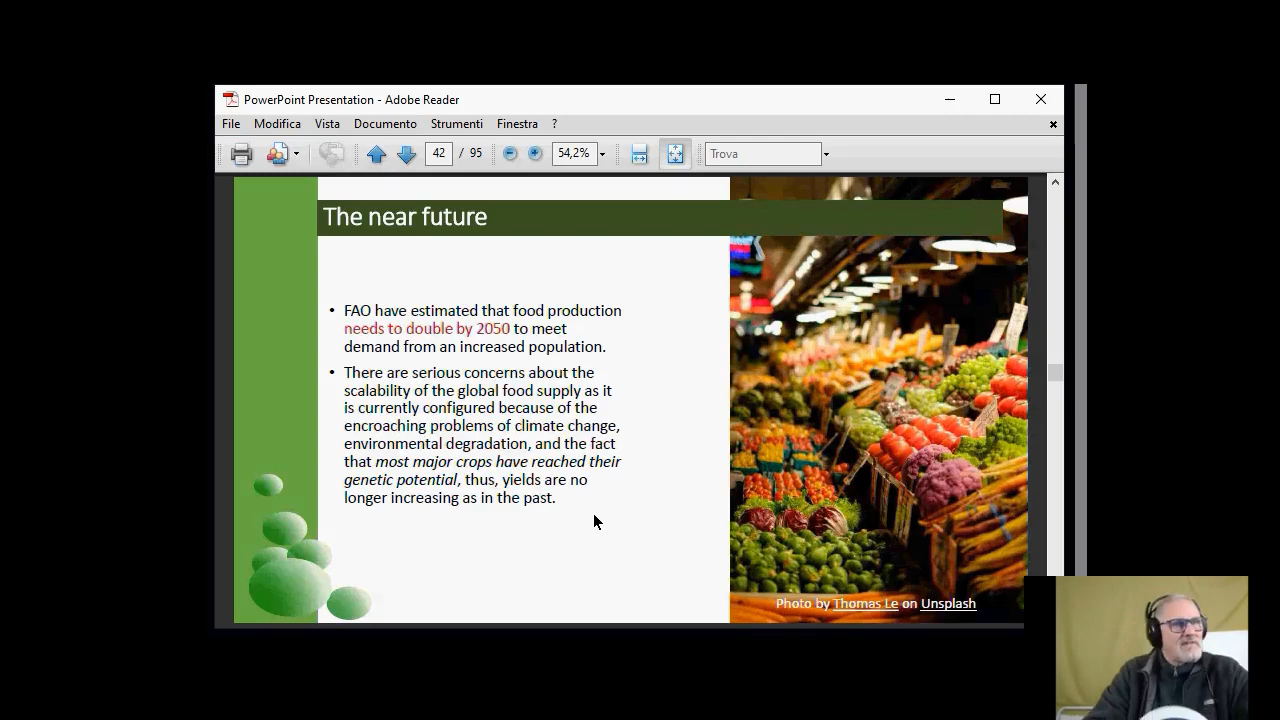 PowerPoint Presentation - Adobe Reader
File Modifica Vista Documento Strumenti Finestra ?
42 / 95 54,2% Trova
The near future
• FAO have estimated that food production
needs to double by 2050 to meet
demand from an increased population.
• There are serious concerns about the
scalability of the global food supply as it
is currently configured because of the
encroaching problems of climate change,
environmental degradation, and the fact
that most major crops have reached their
genetic potential, thus, yields are no
longer increasing as in the past.
Photo by Thomas Le on Unsplash